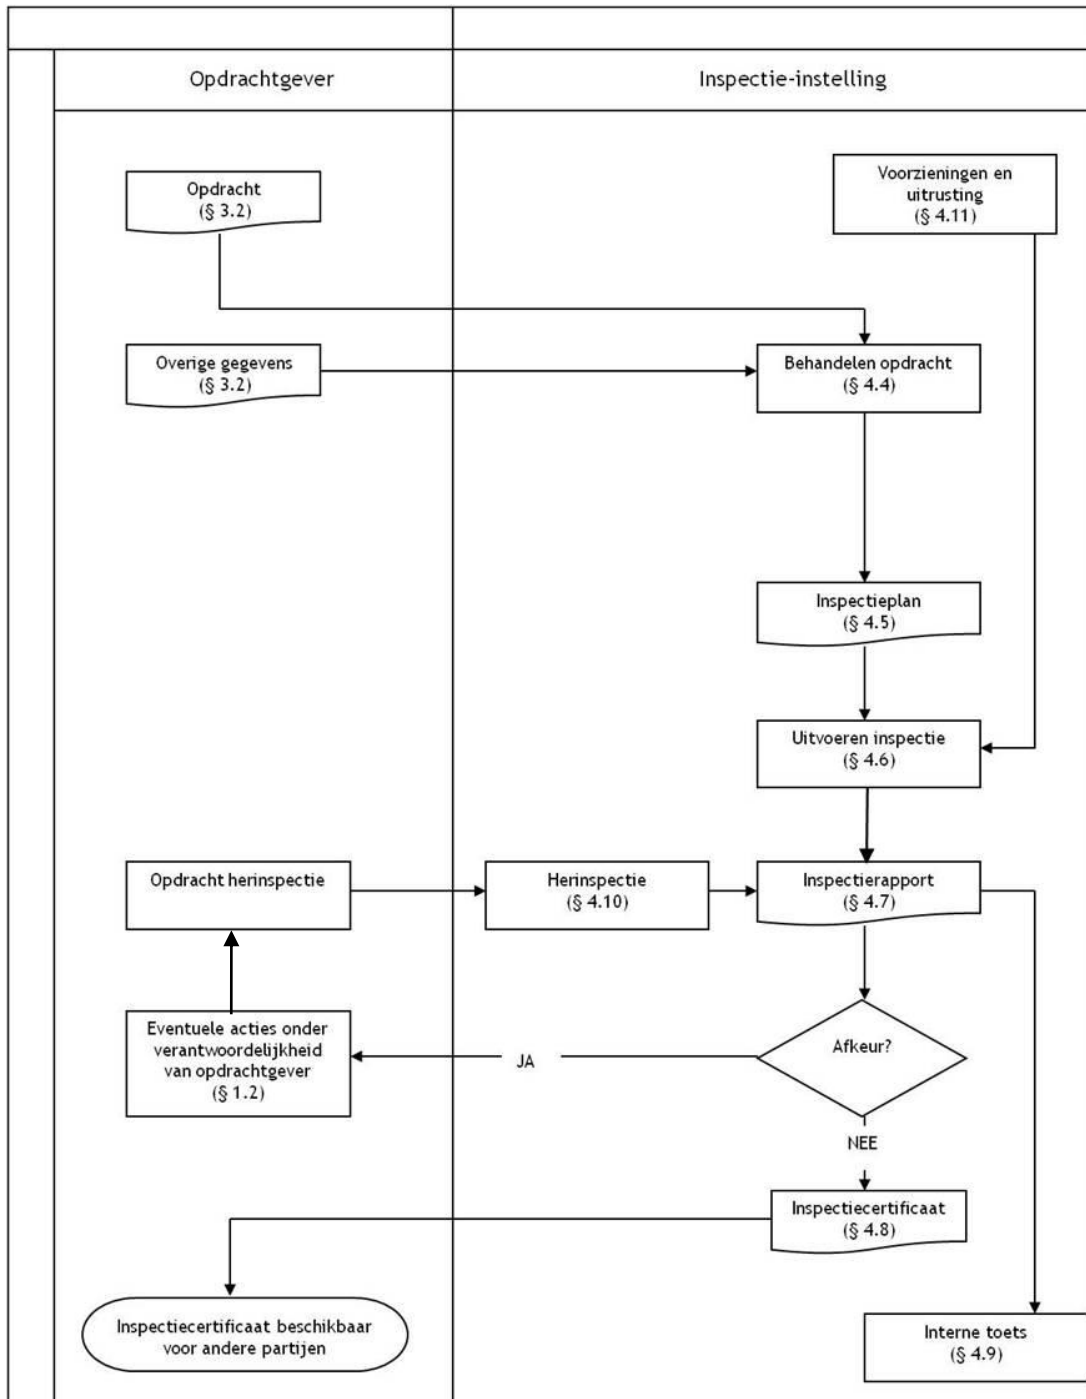 Opdrachtgever
Inspectie-instelling
Opdracht
(§ 3.2)
Voorzieningen en
uitrusting
(§ 4.11)
Overige gegevens
(§ 3.2)
Behandelen opdracht
(§ 4.4)
Inspectieplan
(§ 4.5)
Uitvoeren inspectie
(§ 4.6)
Opdracht herinspectie
Herinspectie
(§ 4.10)
Inspectierapport
(§ 4.7)
Eventuele acties onder
verantwoordelijkheid
van opdrachtgever
(§ 1.2)
JA
Afkeur?
NEE
Inspectiecertificaat
(§ 4.8)
Inspectiecertificaat beschikbaar
voor andere partijen
Interne toets
(§ 4.9)